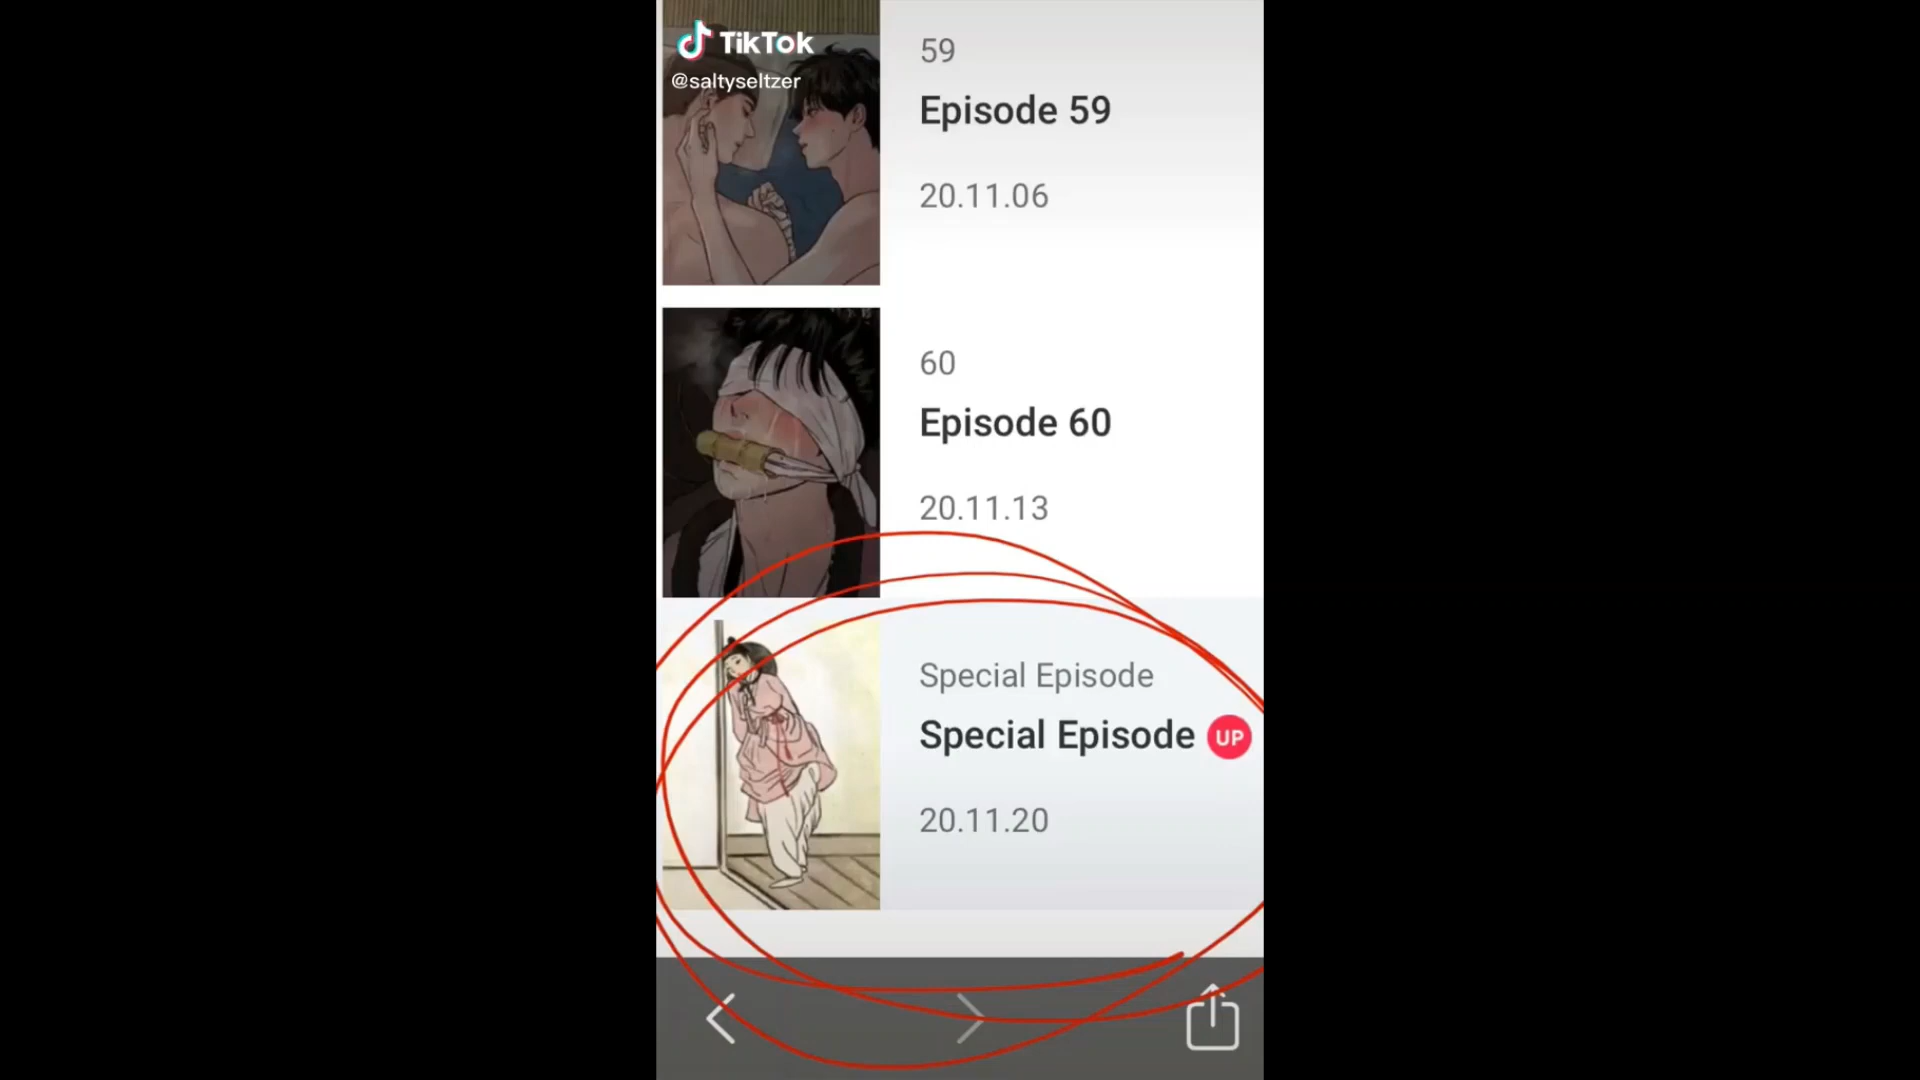 TikTok
@saltyseltzer
59
Episode 59
20.11.06
60
Episode 60
20.11.13
Special Episode
Special Episode UP
20.11.20